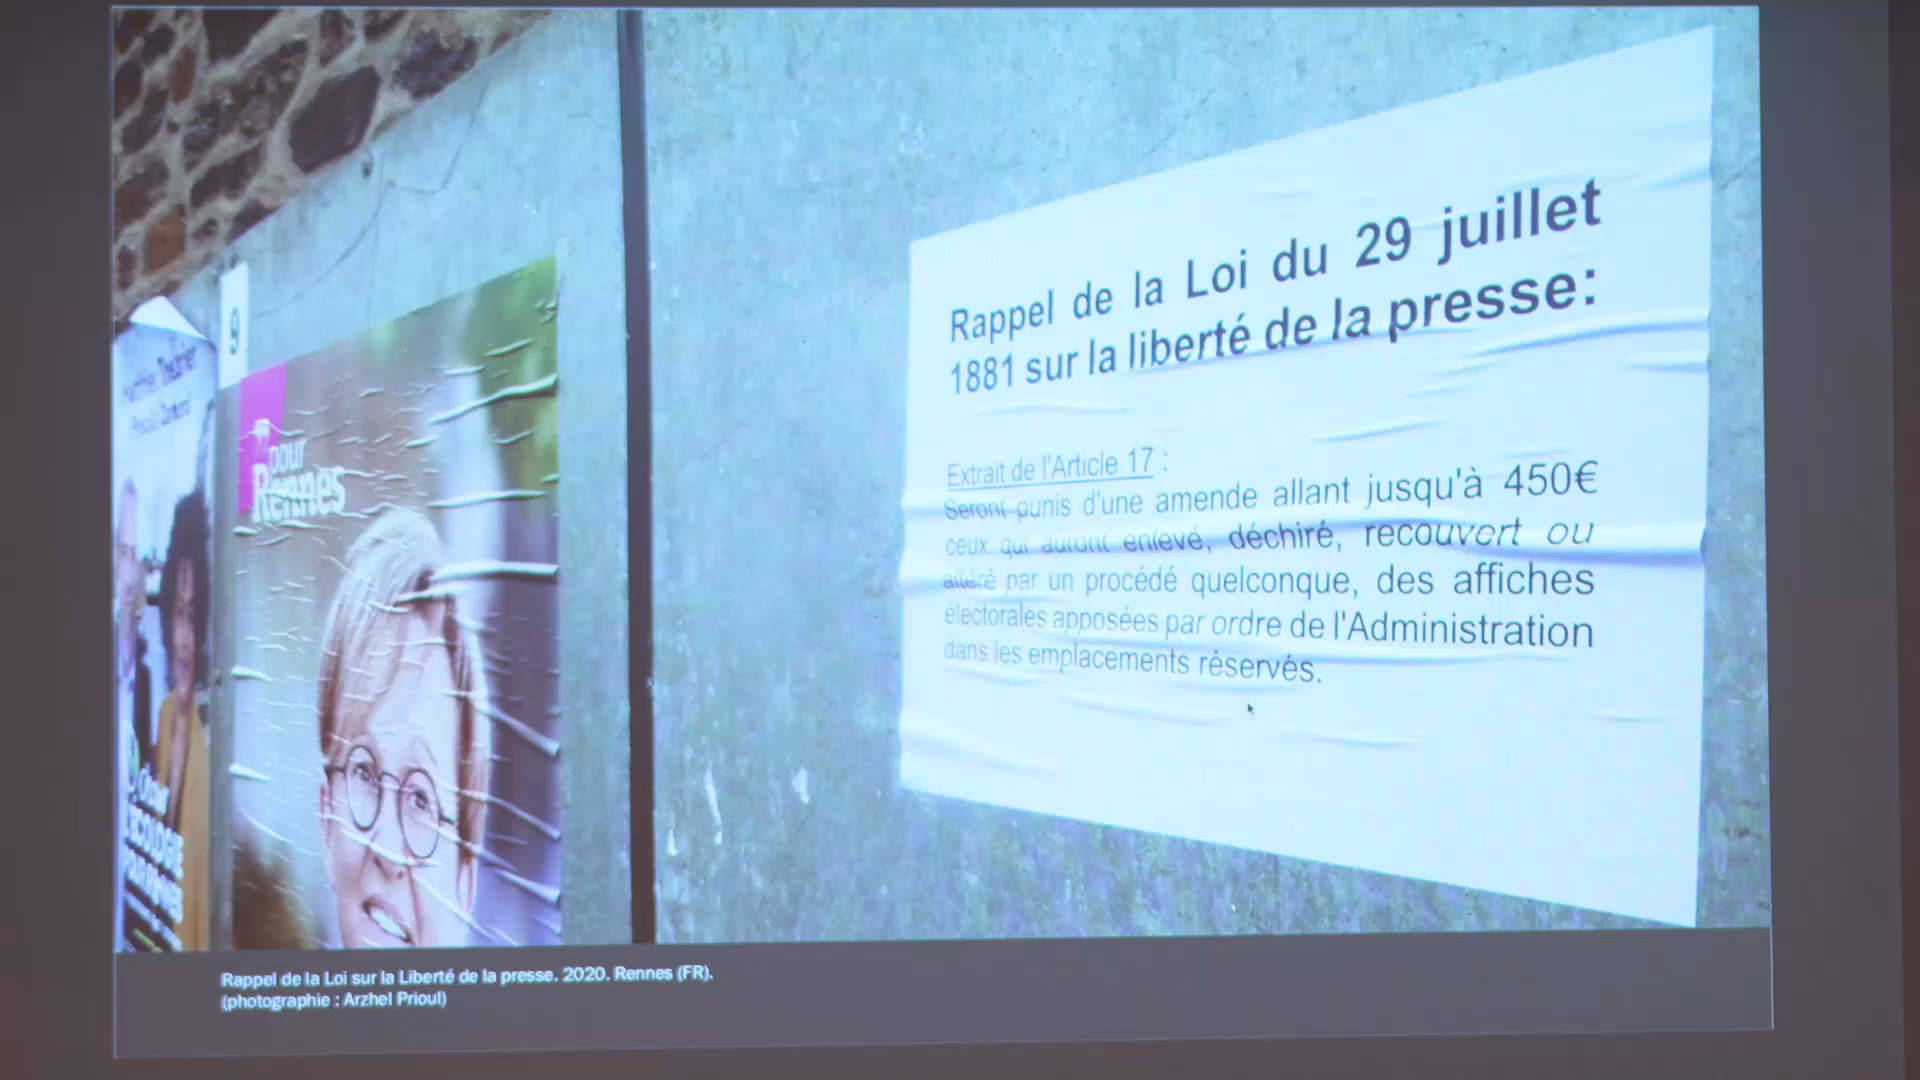 Rappel de la Loi du 29 juillet
1881 sur la liberté de la presse:
Extrait de l'Article 17 :
Seront punis d'une amende allant jusqu'à 450€
ceux qui auront enlevé, déchiré, recouvert ou
altéré par un procédé quelconque, des affiches
électorales apposées par ordre de l'Administration
dans les emplacements réservés.
9
pour
Rennes
L'ÉCOLOGIE
POUR RENNES
Rappel de la Loi sur la Liberté de la presse. 2020. Rennes (FR).
(photographie : Arzhel Prioul)